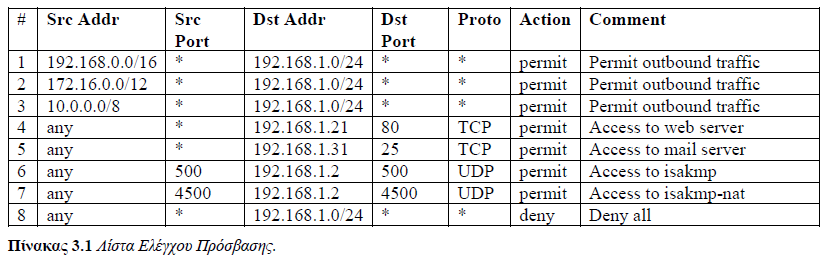 # Src Addr Src Port Dst Addr Dst Port Proto Action Comment
1 192.168.0.0/16 * 192.168.1.0/24 * * permit Permit outbound traffic
2 172.16.0.0/12 * 192.168.1.0/24 * * permit Permit outbound traffic
3 10.0.0.0/8 * 192.168.1.0/24 * * permit Permit outbound traffic
4 any * 192.168.1.21 80 TCP permit Access to web server
5 any * 192.168.1.31 25 TCP permit Access to mail server
6 any 500 192.168.1.2 500 UDP permit Access to isakmp
7 any 4500 192.168.1.2 4500 UDP permit Access to isakmp-nat
8 any * 192.168.1.0/24 * * deny Deny all
Πίνακας 3.1 Λίστα Ελέγχου Πρόσβασης.